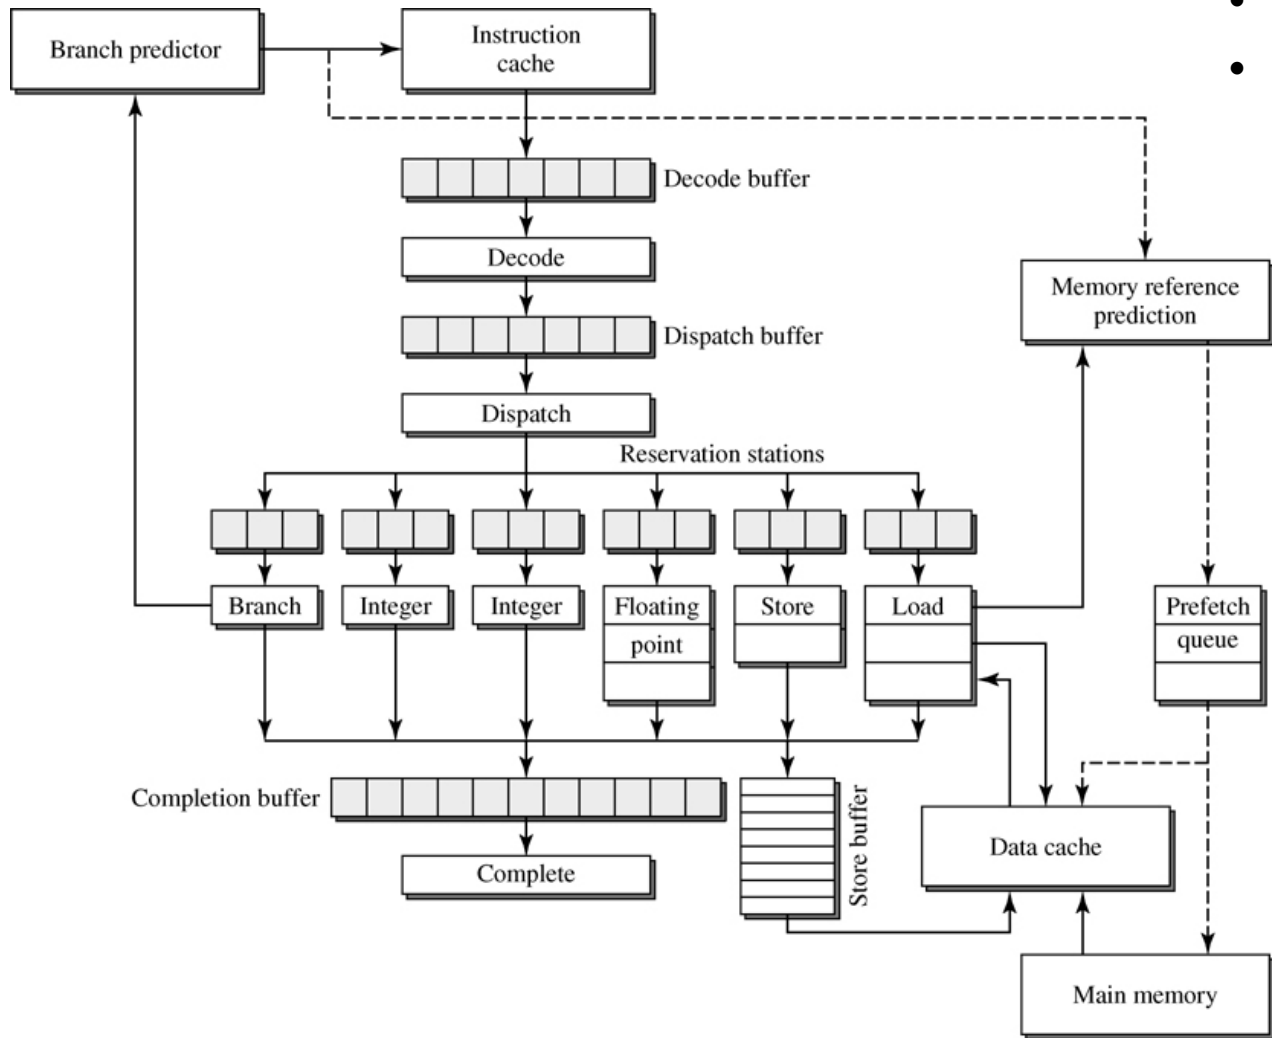 Branch predictor
Instruction
cache
•
•
Decode buffer
Decode
Memory reference
prediction
Dispatch buffer
Dispatch
Reservation stations
Branch
Integer
Integer
Floating
point
Store
Load
Prefetch
queue
Completion buffer
Store buffer
Data cache
Complete
Main memory